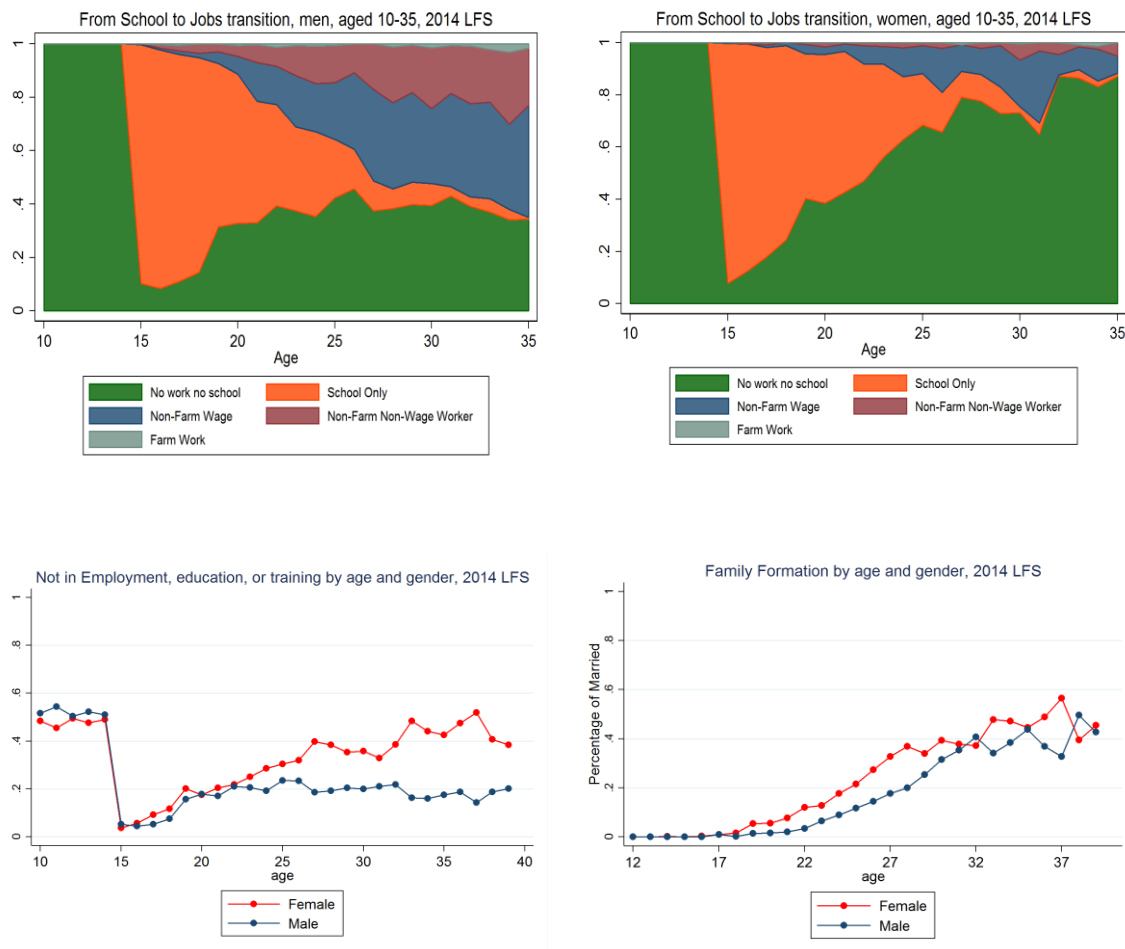 From School to Jobs transition, men, aged 10-35, 2014 LFS
1
.8
.6
.4
.2
0
10 15 20 25 30 35
Age
No work no school School Only
Non-Farm Wage Non-Farm Non-Wage Worker
Farm Work
From School to Jobs transition, women, aged 10-35, 2014 LFS
1
.8
.6
.4
.2
0
10 15 20 25 30 35
Age
No work no school School Only
Non-Farm Wage Non-Farm Non-Wage Worker
Farm Work
Not in Employment, education, or training by age and gender, 2014 LFS
1
.8
.6
.4
.2
0
10 15 20 25 30 35 40
age
Female
Male
Family Formation by age and gender, 2014 LFS
Percentage of Married
1
.8
.6
.4
.2
0
12 17 22 27 32 37
age
Female
Male